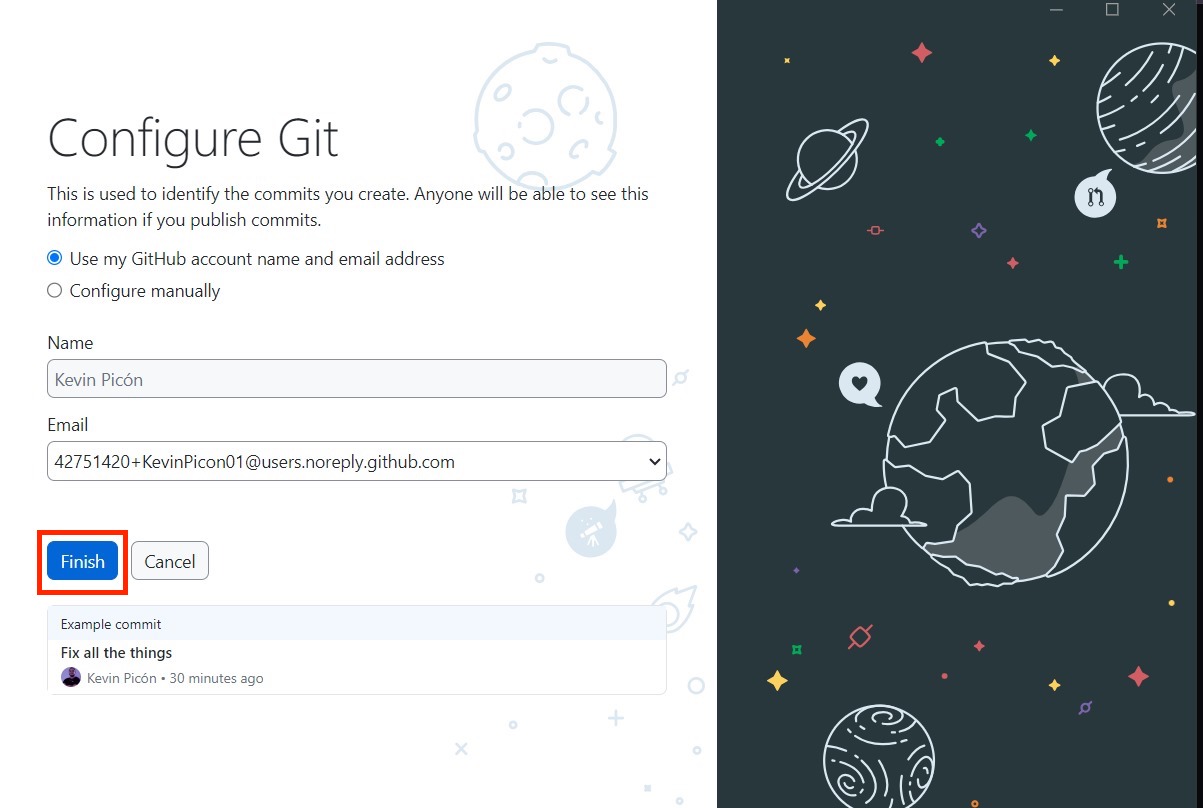 Configure Git
This is used to identify the commits you create. Anyone will be able to see this
information if you publish commits.
Use my GitHub account name and email address
Configure manually
Name
Kevin Picón
Email
42751420+KevinPicon01@users.noreply.github.com
Finish
Cancel
Example commit
Fix all the things
Kevin Picón • 30 minutes ago